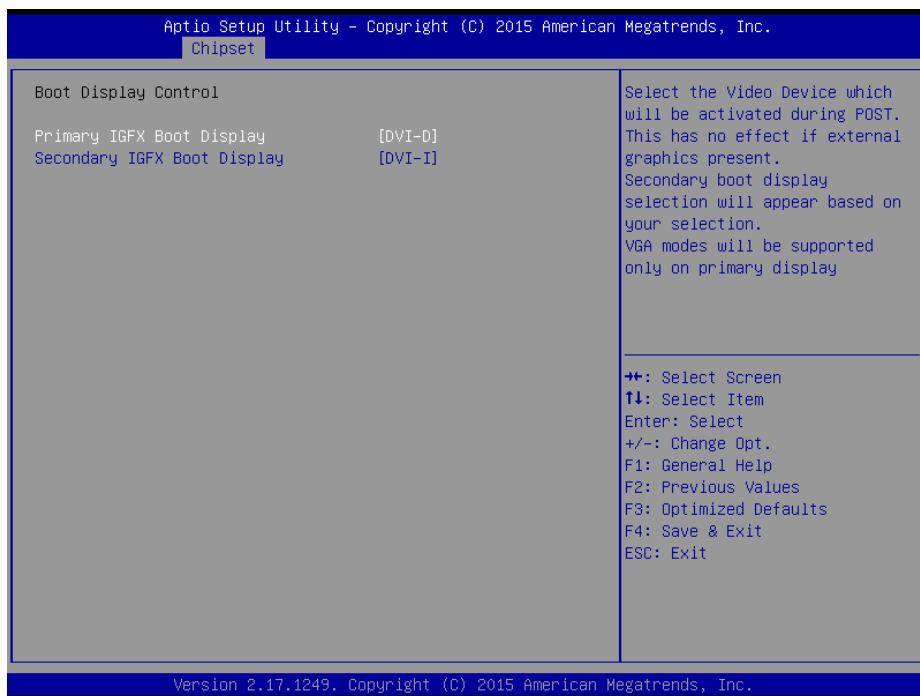 Aptio Setup Utility – Copyright (C) 2015 American Megatrends, Inc.
Chipset
Boot Display Control
Primary IGFX Boot Display [DVI-D]
Secondary IGFX Boot Display [DVI-I]
Select the Video Device which
will be activated during POST.
This has no effect if external
graphics present.
Secondary boot display
selection will appear based on
your selection.
VGA modes will be supported
only on primary display
→←: Select Screen
↑↓: Select Item
Enter: Select
+/-: Change Opt.
F1: General Help
F2: Previous Values
F3: Optimized Defaults
F4: Save & Exit
ESC: Exit
Version 2.17.1249. Copyright (C) 2015 American Megatrends, Inc.